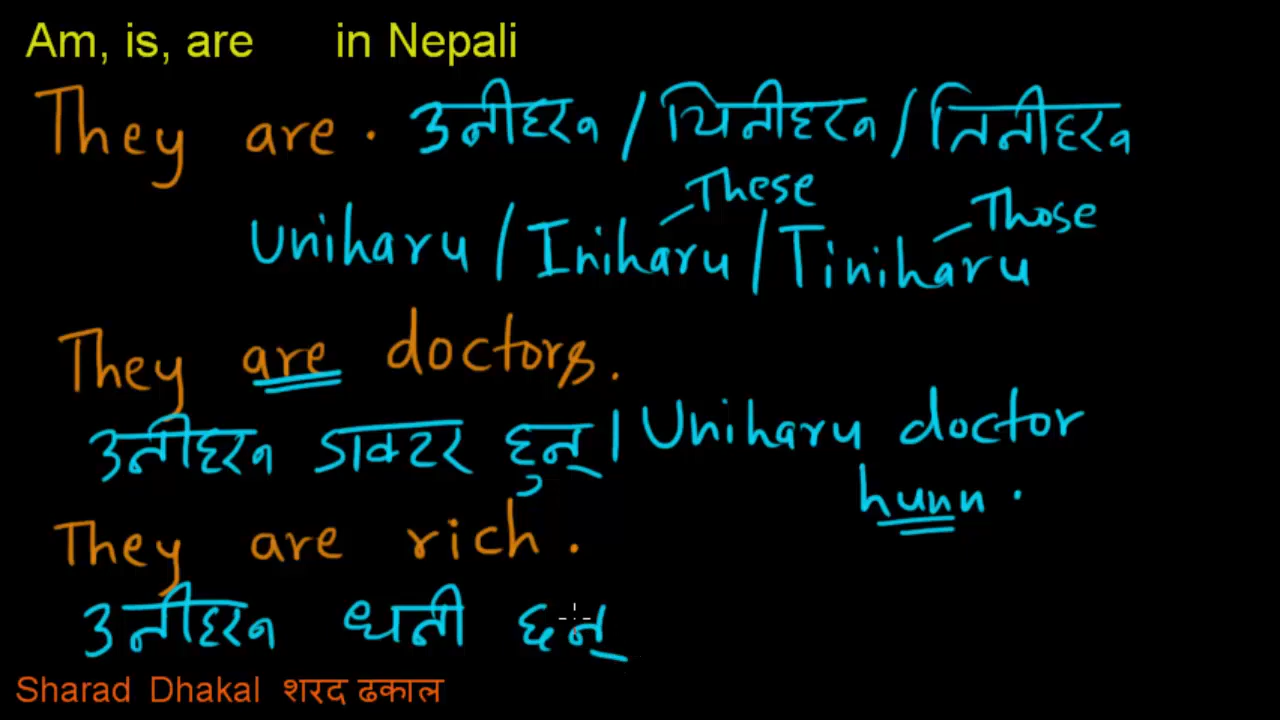 Am, is, are in Nepali
They are. उनीहरू / यिनीहरू / तिनीहरू
These
Those
Uniharu / Iniharu / Tiniharu
They are doctors.
उनीहरू डाक्टर हुन् । Uniharu doctor
hunn.
They are rich.
उनीहरू धनी छन्
Sharad Dhakal शरद ढकाल